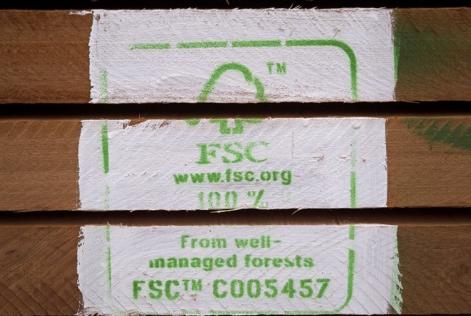 TM
FSC
www.fsc.org
100 %
From well-
managed forests
FSC™ C005457